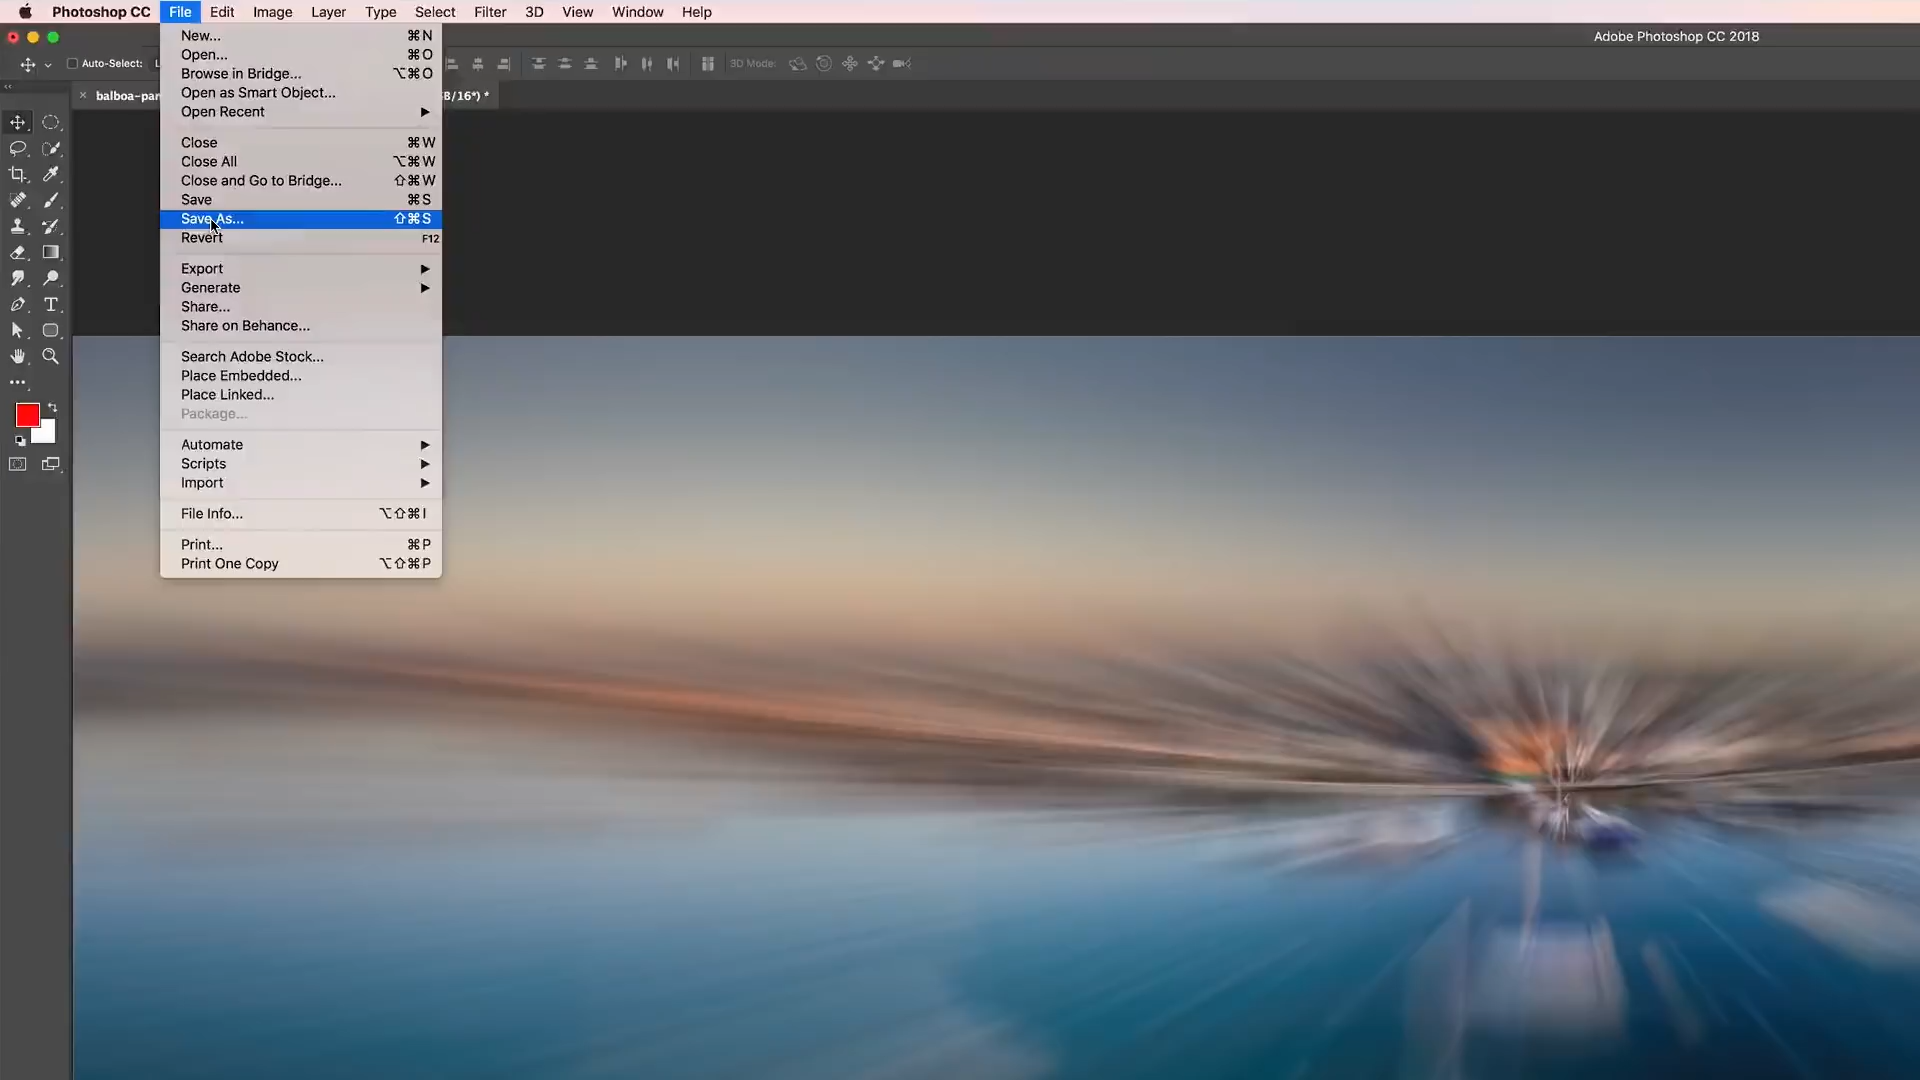 Photoshop CC File Edit Image Layer Type Select Filter 3D View Window Help
Adobe Photoshop CC 2018
Auto-Select: 3D Mode:
balboa-pan B/16*) *
New... ⌘N
Open... ⌘O
Browse in Bridge... ⌥⌘O
Open as Smart Object...
Open Recent
Close ⌘W
Close All ⌥⌘W
Close and Go to Bridge... ⇧⌘W
Save ⌘S
Save As... ⇧⌘S
Revert F12
Export
Generate
Share...
Share on Behance...
Search Adobe Stock...
Place Embedded...
Place Linked...
Package...
Automate
Scripts
Import
File Info... ⌥⇧⌘I
Print... ⌘P
Print One Copy ⌥⇧⌘P